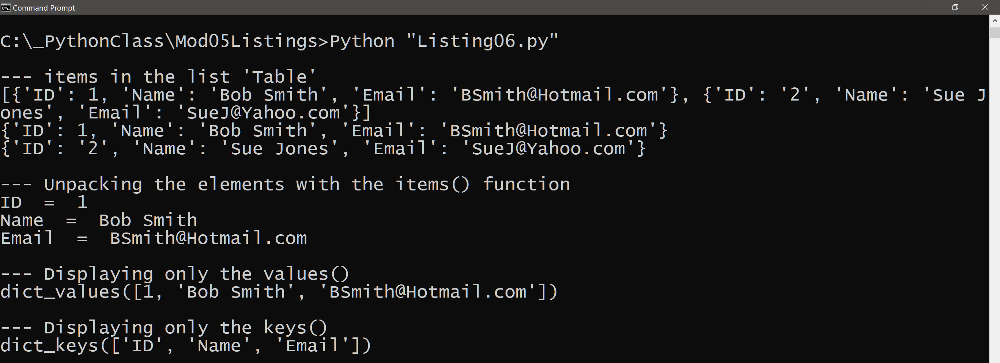 Command Prompt
C:\_PythonClass\Mod05Listings>Python "Listing06.py"
--- items in the list 'Table'
[{'ID': 1, 'Name': 'Bob Smith', 'Email': 'BSmith@Hotmail.com'}, {'ID': '2', 'Name': 'Sue J
ones', 'Email': 'SueJ@Yahoo.com'}]
{'ID': 1, 'Name': 'Bob Smith', 'Email': 'BSmith@Hotmail.com'}
{'ID': '2', 'Name': 'Sue Jones', 'Email': 'SueJ@Yahoo.com'}
--- Unpacking the elements with the items() function
ID  =  1
Name  =  Bob Smith
Email  =  BSmith@Hotmail.com
--- Displaying only the values()
dict_values([1, 'Bob Smith', 'BSmith@Hotmail.com'])
--- Displaying only the keys()
dict_keys(['ID', 'Name', 'Email'])